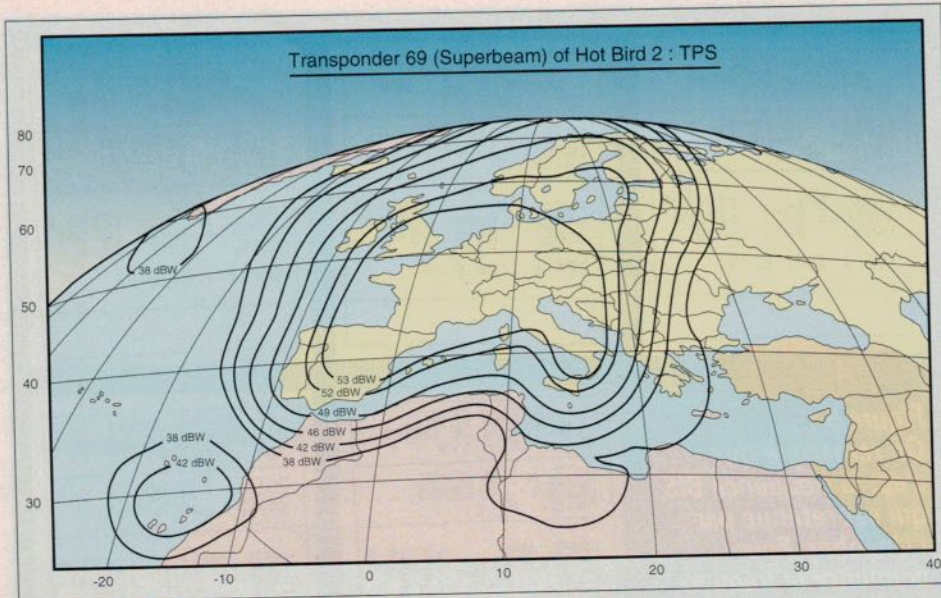 Transponder 69 (Superbeam) of Hot Bird 2 : TPS
80
70
60
50
40
30
38 dBW
53 dBW
52 dBW
49 dBW
46 dBW
42 dBW
38 dBW
38 dBW
42 dBW
-20
-10
0
10
20
30
40